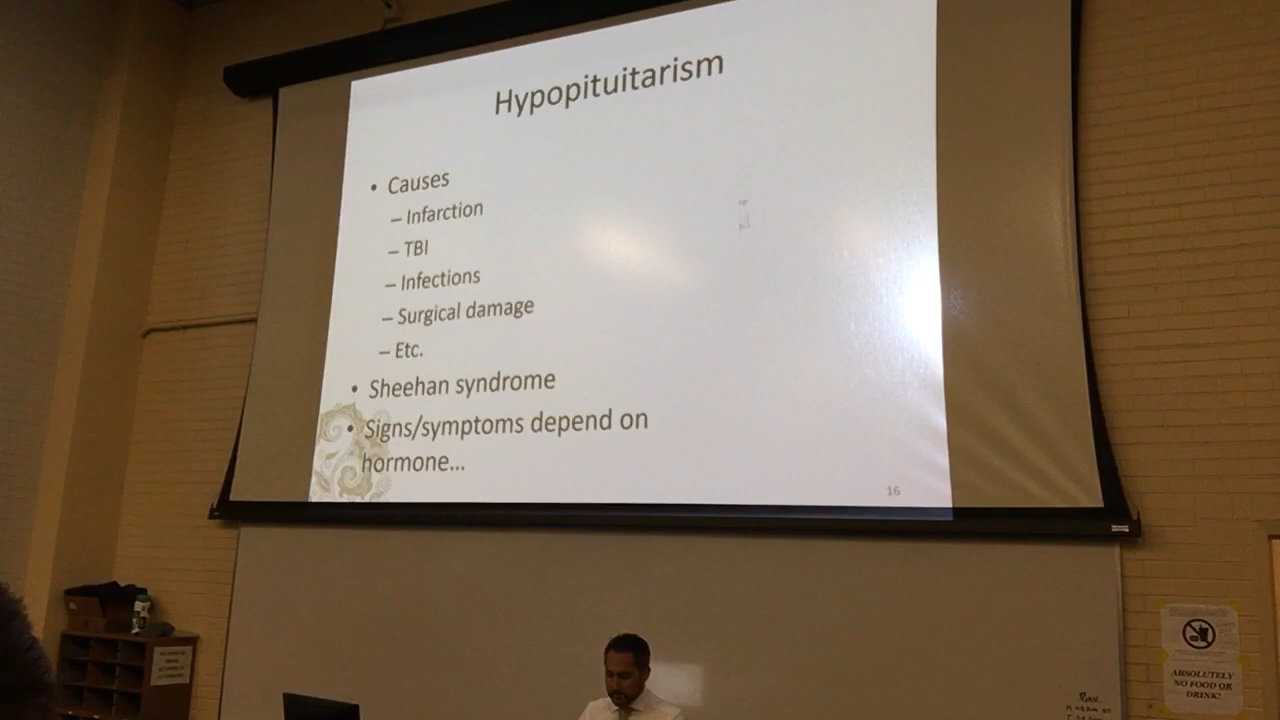 Hypopituitarism
• Causes
– Infarction
– TBI
– Infections
– Surgical damage
– Etc.
• Sheehan syndrome
• Signs/symptoms depend on
hormone...
16
ABSOLUTELY
NO FOOD OR
DRINK!